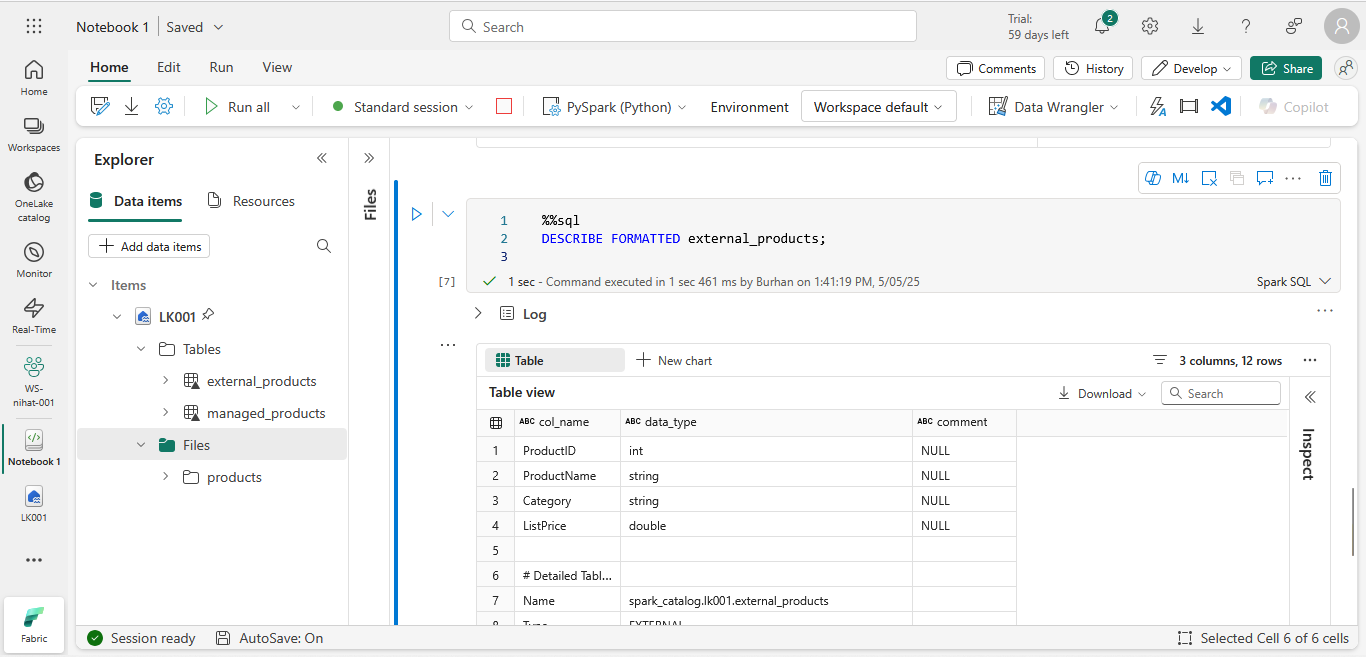 Notebook 1 | Saved
Search
Trial:
59 days left
2
Home
Edit
Run
View
Comments
History
Develop
Share
Run all
Standard session
PySpark (Python)
Environment
Workspace default
Data Wrangler
Copilot
Home
Workspaces
OneLake
catalog
Monitor
Real-Time
WS-
nihat-001
Notebook 1
LK001
Fabric
Explorer
Data items
Resources
Add data items
Items
LK001
Tables
external_products
managed_products
Files
products
Files
M↓
1 %%sql
2 DESCRIBE FORMATTED external_products;
3
[7]
1 sec - Command executed in 1 sec 461 ms by Burhan on 1:41:19 PM, 5/05/25
Spark SQL
Log
Table
New chart
3 columns, 12 rows
Table view
Download
Search
ABC col_name ABC data_type ABC comment
1 ProductID int NULL
2 ProductName string NULL
3 Category string NULL
4 ListPrice double NULL
5
6 # Detailed Tabl...
7 Name spark_catalog.lk001.external_products
8 Type EXTERNAL
Inspect
Session ready
AutoSave: On
Selected Cell 6 of 6 cells